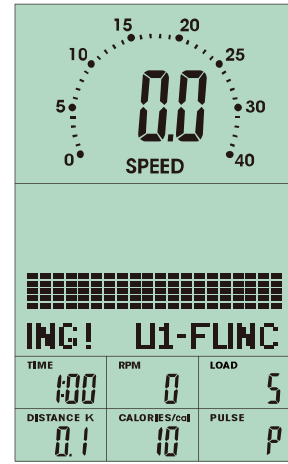 15 20
10 25
5 0.0 30
0 SPEED 40
ING! U1-FUNC
TIME RPM LOAD
1:00 0 5
DISTANCE K CALORIES/cal PULSE
0.1 10 P